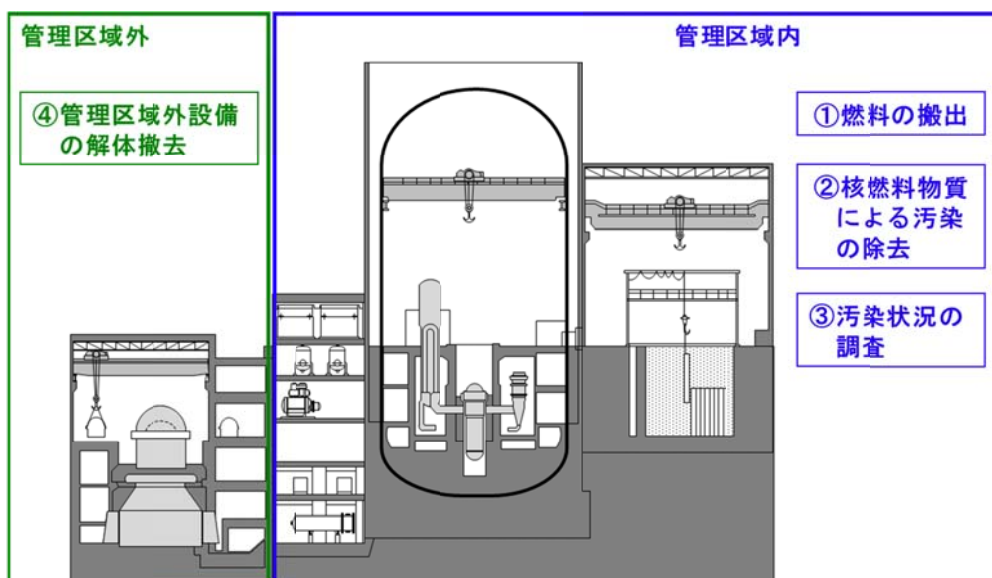 管理区域外
管理区域内
④管理区域外設備
の解体撤去
①燃料の搬出
②核燃料物質
による汚染
の除去
③汚染状況の
調査